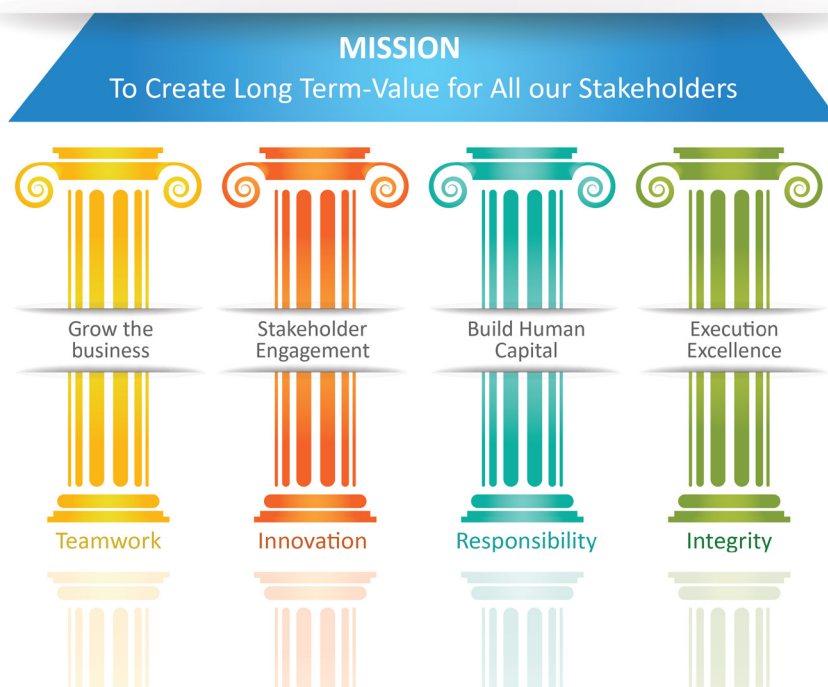 MISSION
To Create Long Term-Value for All our Stakeholders
Grow the
business
Stakeholder
Engagement
Build Human
Capital
Execution
Excellence
Teamwork
Innovation
Responsibility
Integrity